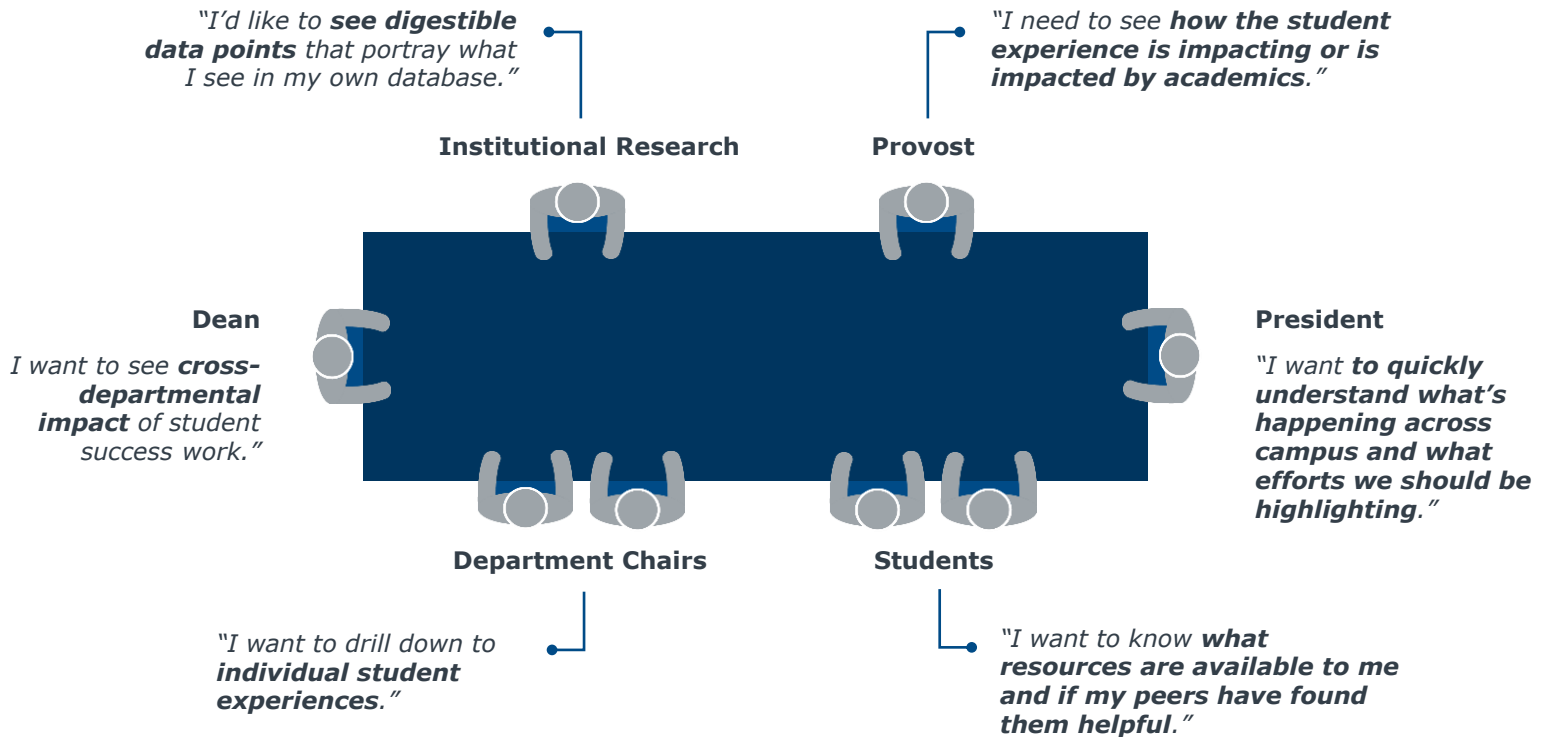 “I’d like to see digestible
data points that portray what
I see in my own database.”
“I need to see how the student
experience is impacting or is
impacted by academics.”
Institutional Research
Provost
Dean
I want to see cross-
departmental
impact of student
success work.”
President
“I want to quickly
understand what’s
happening across
campus and what
efforts we should be
highlighting.”
Department Chairs
Students
“I want to drill down to
individual student
experiences.”
“I want to know what
resources are available to me
and if my peers have found
them helpful.”